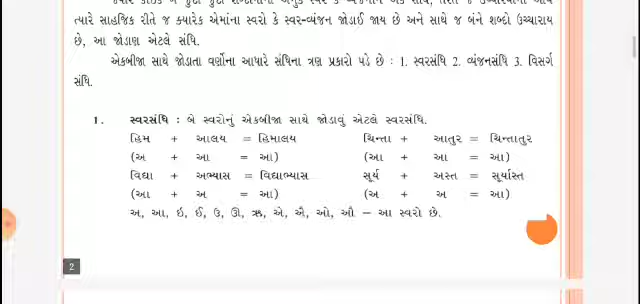 ત્યારે સાહજિક રીતે જ ક્યારેક એમાંના સ્વરો કે સ્વર-વ્યંજન જોડાઈ જાય છે અને સાથે જ બંને શબ્દો ઉચ્ચારાય
છે, આ જોડાણ એટલે સંધિ.
એકબીજા સાથે જોડાતા વર્ણોના આધારે સંધિના ત્રણ પ્રકારો પડે છે : 1. સ્વરસંધિ 2. વ્યંજનસંધિ 3. વિસર્ગ
સંધિ.
1. સ્વરસંધિ : બે સ્વરોનું એકબીજા સાથે જોડાવું એટલે સ્વરસંધિ.
હિમ + આલય = હિમાલય ચિન્તા + આતુર = ચિન્તાતુર
(અ + આ = આ) (આ + આ = આ)
વિદ્યા + અભ્યાસ = વિદ્યાભ્યાસ સૂર્ય + અસ્ત = સૂર્યાસ્ત
(આ + અ = આ) (અ + અ = આ)
અ, આ, ઇ, ઈ, ઉ, ઊ, ઋ, એ, ઐ, ઓ, ઔ – આ સ્વરો છે.
2